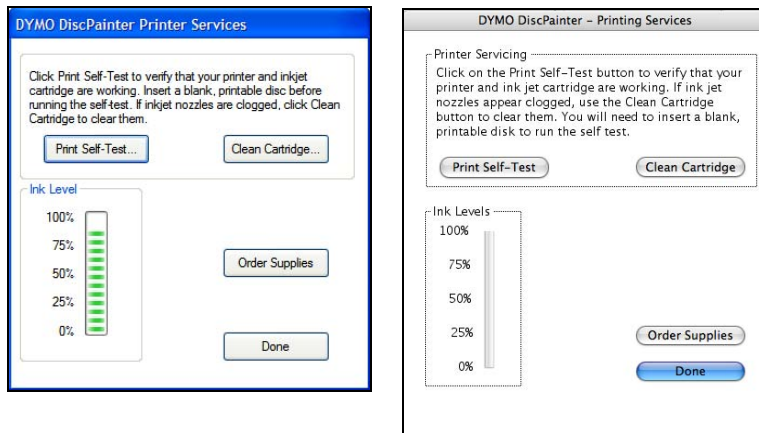 DYMO DiscPainter Printer Services
Click Print Self-Test to verify that your printer and inkjet
cartridge are working. Insert a blank, printable disc before
running the self-test. If inkjet nozzles are clogged, click Clean
Cartridge to clear them.
Print Self-Test...
Clean Cartridge...
Ink Level
100%
75%
50%
25%
0%
Order Supplies
Done
DYMO DiscPainter - Printing Services
Printer Servicing
Click on the Print Self-Test button to verify that your
printer and ink jet cartridge are working. If ink jet
nozzles appear clogged, use the Clean Cartridge
button to clear them. You will need to insert a blank,
printable disk to run the self test.
Print Self-Test
Clean Cartridge
Ink Levels
100%
75%
50%
25%
0%
Order Supplies
Done